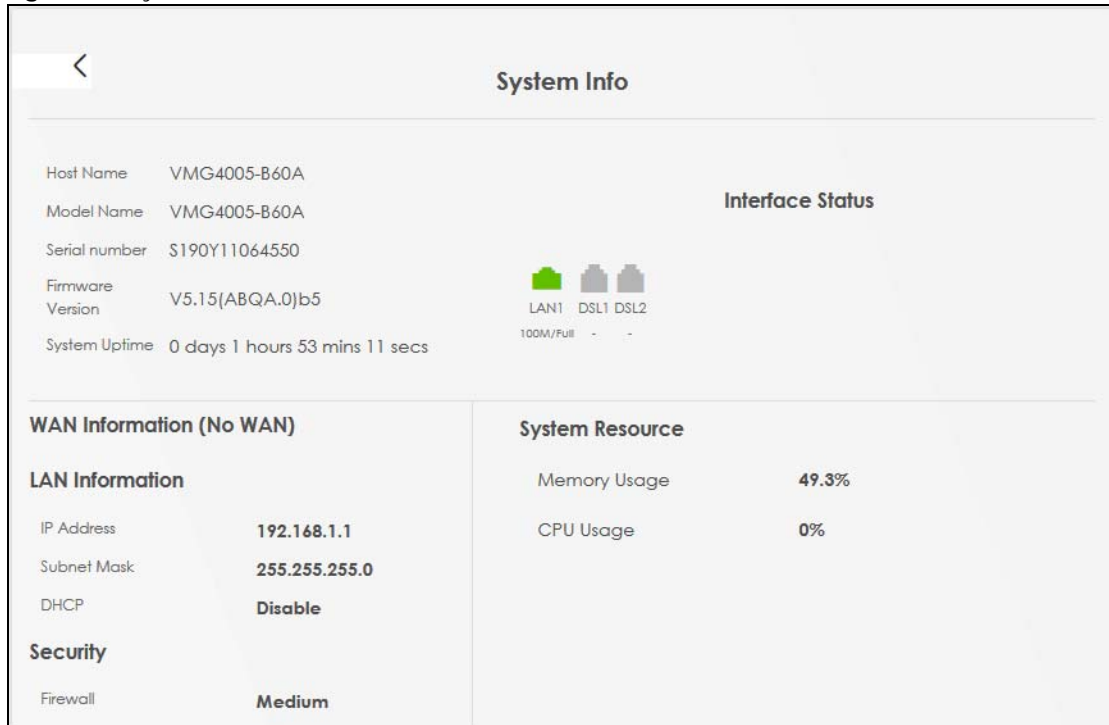 System Info
Host Name VMG4005-B60A
Model Name VMG4005-B60A
Serial number S190Y11064550
Firmware
Version V5.15(ABQA.0)b5
System Uptime 0 days 1 hours 53 mins 11 secs
Interface Status
LAN1 DSL1 DSL2
100M/Full - -
WAN Information (No WAN)
LAN Information
IP Address 192.168.1.1
Subnet Mask 255.255.255.0
DHCP Disable
Security
Firewall Medium
System Resource
Memory Usage 49.3%
CPU Usage 0%